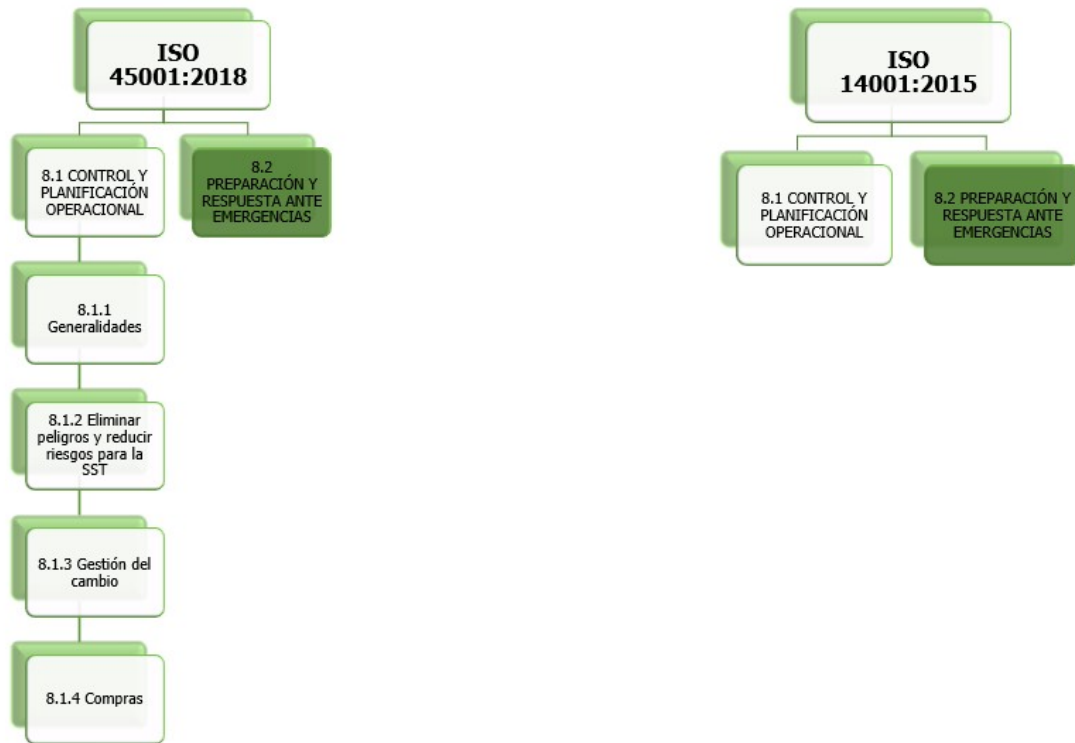 ISO
45001:2018
8.1 CONTROL Y
PLANIFICACIÓN
OPERACIONAL
8.2
PREPARACIÓN Y
RESPUESTA ANTE
EMERGENCIAS
8.1.1
Generalidades
8.1.2 Eliminar
peligros y reducir
riesgos para la
SST
8.1.3 Gestión del
cambio
8.1.4 Compras
ISO
14001:2015
8.1 CONTROL Y
PLANIFICACIÓN
OPERACIONAL
8.2 PREPARACIÓN Y
RESPUESTA ANTE
EMERGENCIAS